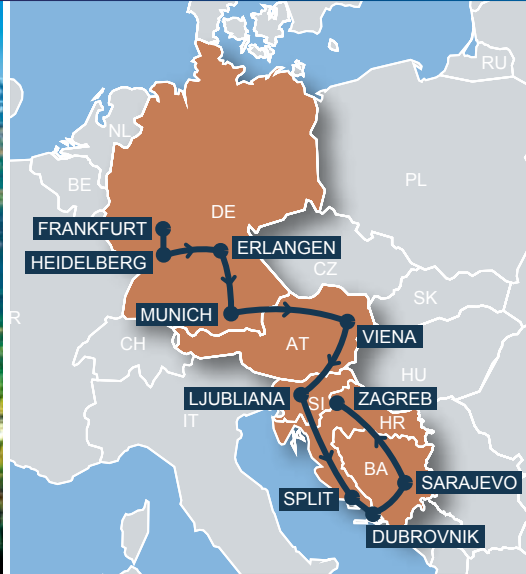 RU
NL
BE
PL
DE
FRANKFURT
ERLANGEN
HEIDELBERG
CZ
SK
MUNICH
R
VIENA
CH
AT
HU
LJUBLIANA
SI
ZAGREB
IT
HR
BA
SARAJEVO
SPLIT
DUBROVNIK